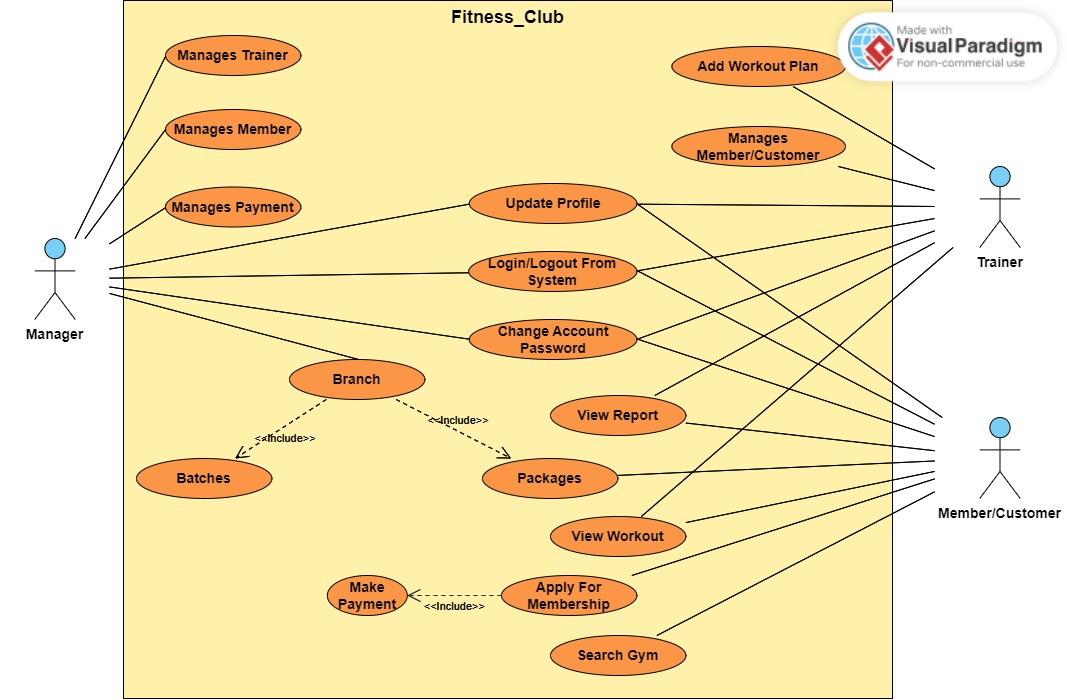 Fitness_Club
Made with
VisualParadigm
For non-commercial use
Manages Trainer
Add Workout Plan
Manages Member
Manages
Member/Customer
Manages Payment
Update Profile
Trainer
Login/Logout From
System
Manager
Change Account
Password
Branch
View Report
<<Include>>
<<Include>>
Batches
Packages
Member/Customer
View Workout
Make
Payment
<<Include>>
Apply For
Membership
Search Gym